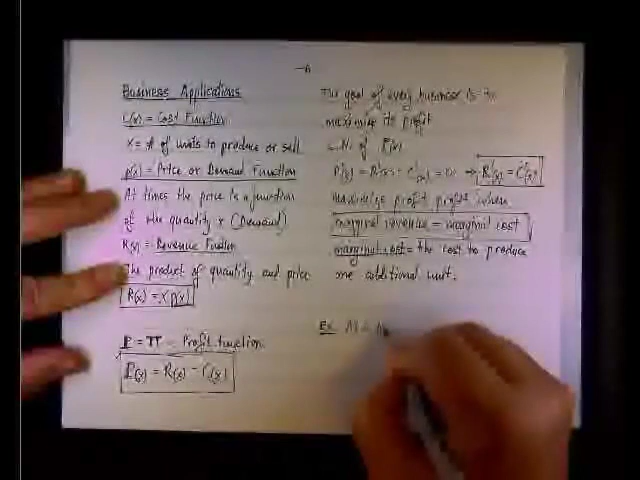 Business Applications
C(x) = Cost Function
x = # of units to produce or sell
p(x) = Price or Demand Function
At times the price is a function
of the quantity x (Demand)
R(x) = Revenue Function
The product of quantity and price
R(x) = x p(x)
P = π = Profit function
P(x) = R(x) - C(x)
The goal of every business is to
maximize its profit
C.N. of P(x)
P'(x) = R'(x) - C'(x) = 0 → R'(x) = C'(x)
maximize profit when
marginal revenue = marginal cost
marginal cost = the cost to produce
one additional unit.
Ex